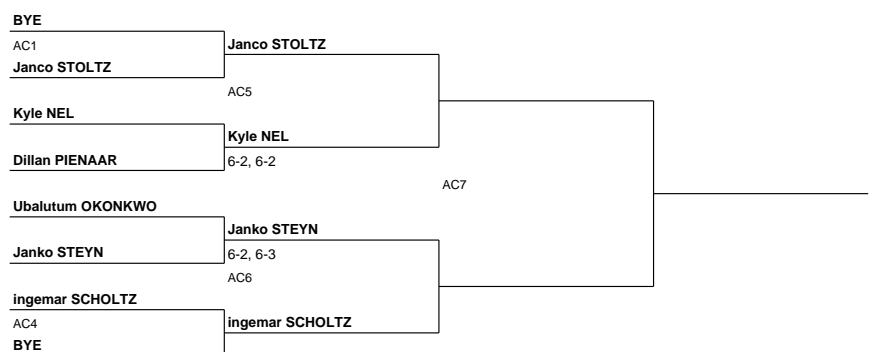 BYE
AC1
Janco STOLTZ
Janco STOLTZ
AC5
Kyle NEL
Kyle NEL
6-2, 6-2
Dillan PIENAAR
AC7
Ubalutum OKONKWO
Janko STEYN
6-2, 6-3
Janko STEYN
AC6
ingemar SCHOLTZ
AC4
ingemar SCHOLTZ
BYE